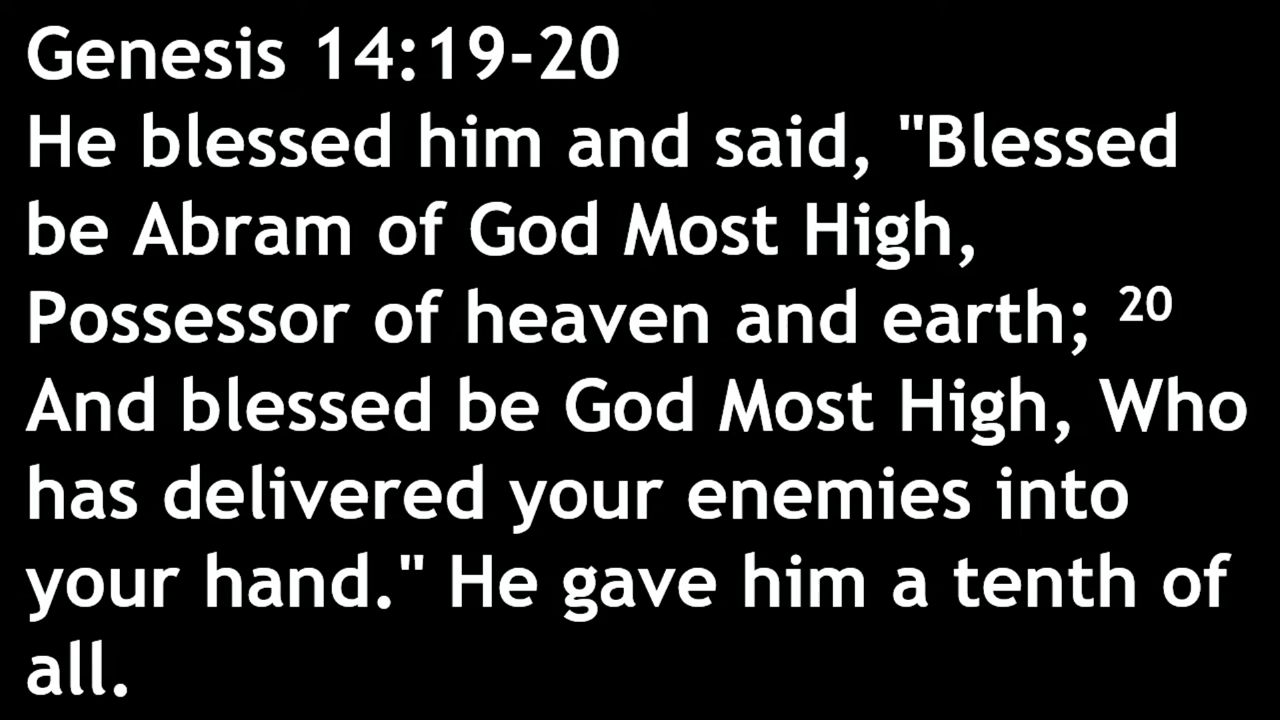 Genesis 14:19-20
He blessed him and said, "Blessed
be Abram of God Most High,
Possessor of heaven and earth; 20
And blessed be God Most High, Who
has delivered your enemies into
your hand." He gave him a tenth of
all.